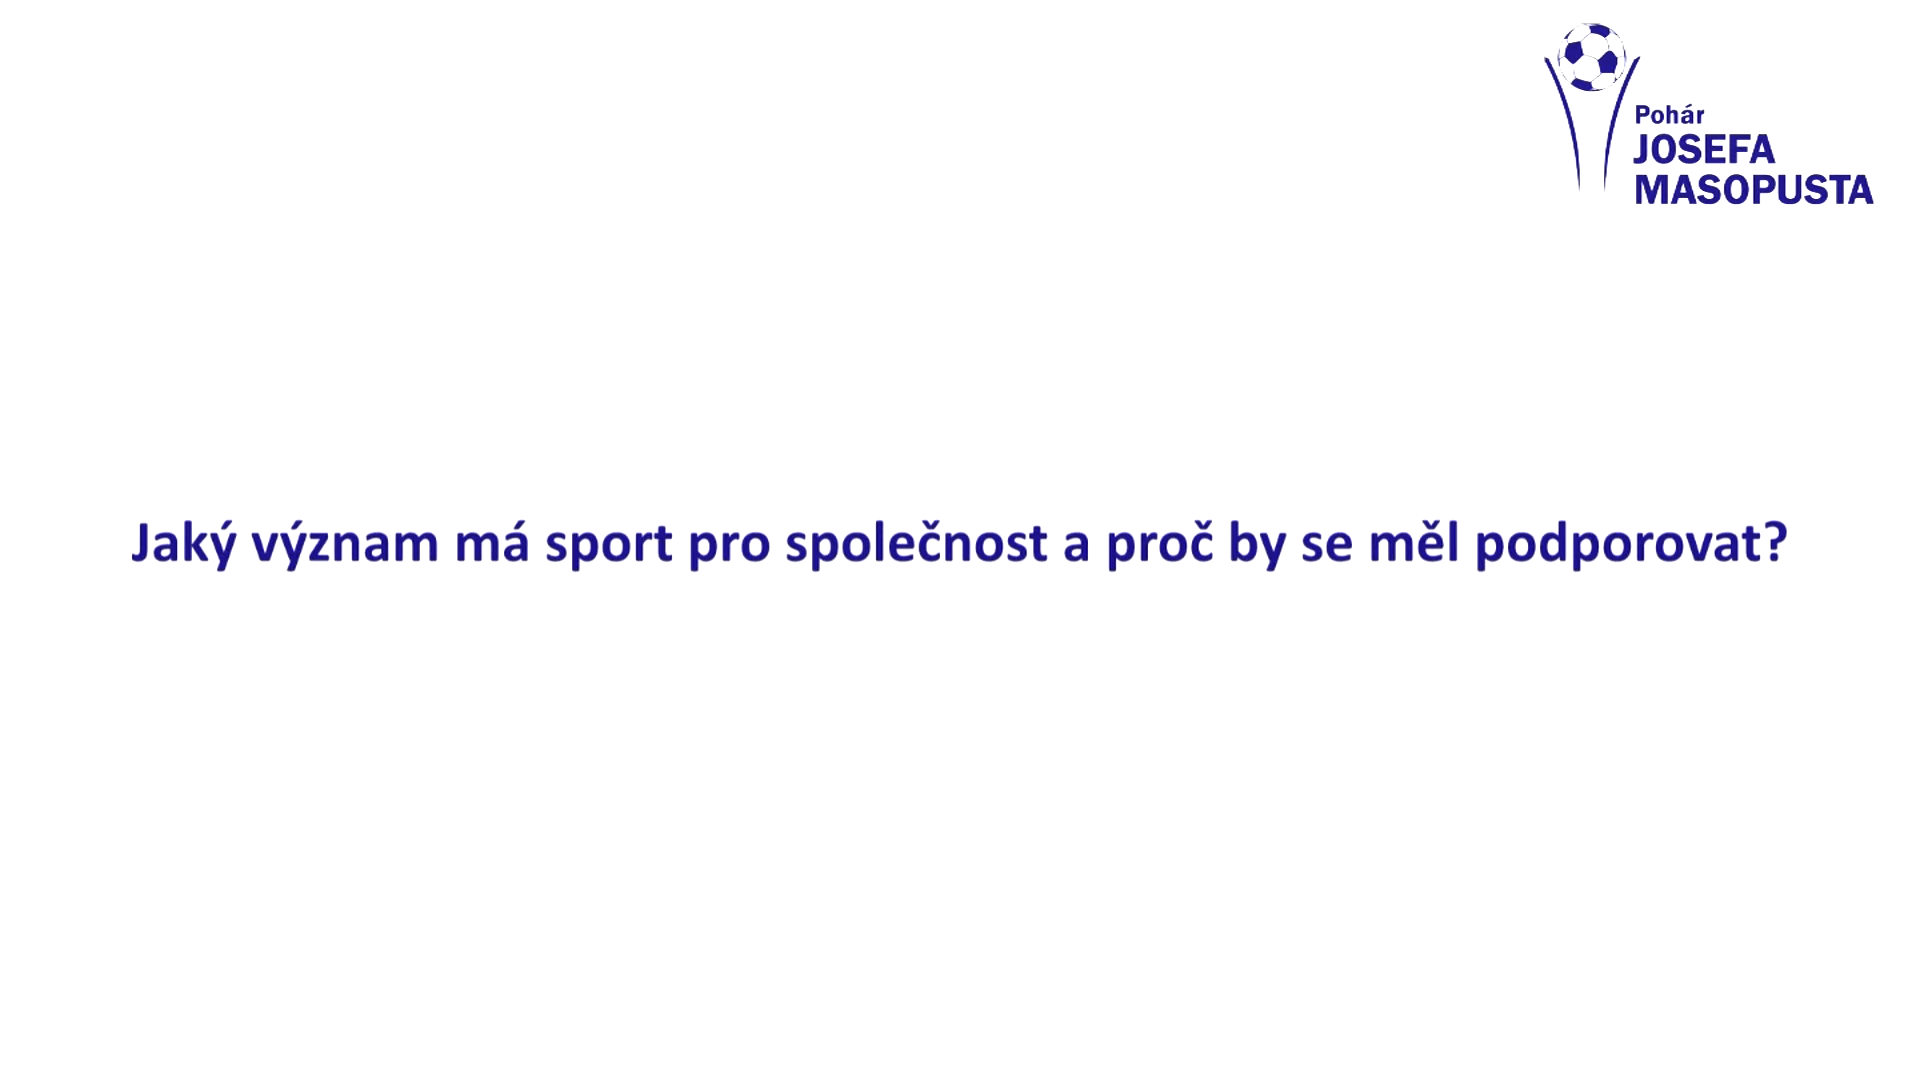 Pohár
JOSEFA
MASOPUSTA
Jaký význam má sport pro společnost a proč by se měl podporovat?